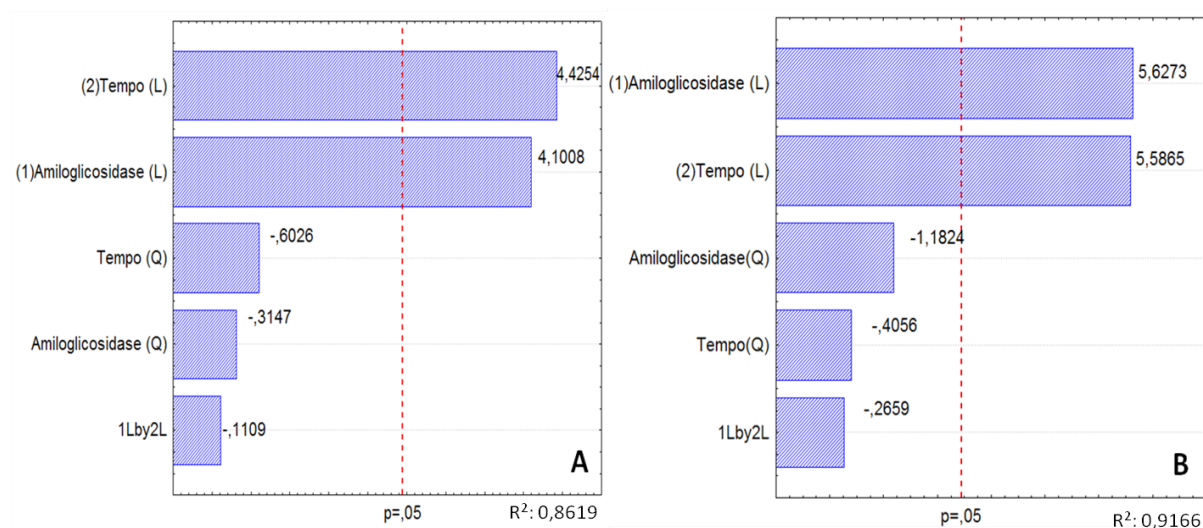 (2)Tempo (L)
4,4254
(1)Amiloglicosidase (L)
4,1008
Tempo (Q)
-,6026
Amiloglicosidase (Q)
-,3147
1Lby2L
-,1109
A
p=,05
R²: 0,8619
(1)Amiloglicosidase (L)
5,6273
(2)Tempo (L)
5,5865
Amiloglicosidase(Q)
-1,1824
Tempo(Q)
-,4056
1Lby2L
-,2659
B
p=,05
R²: 0,9166